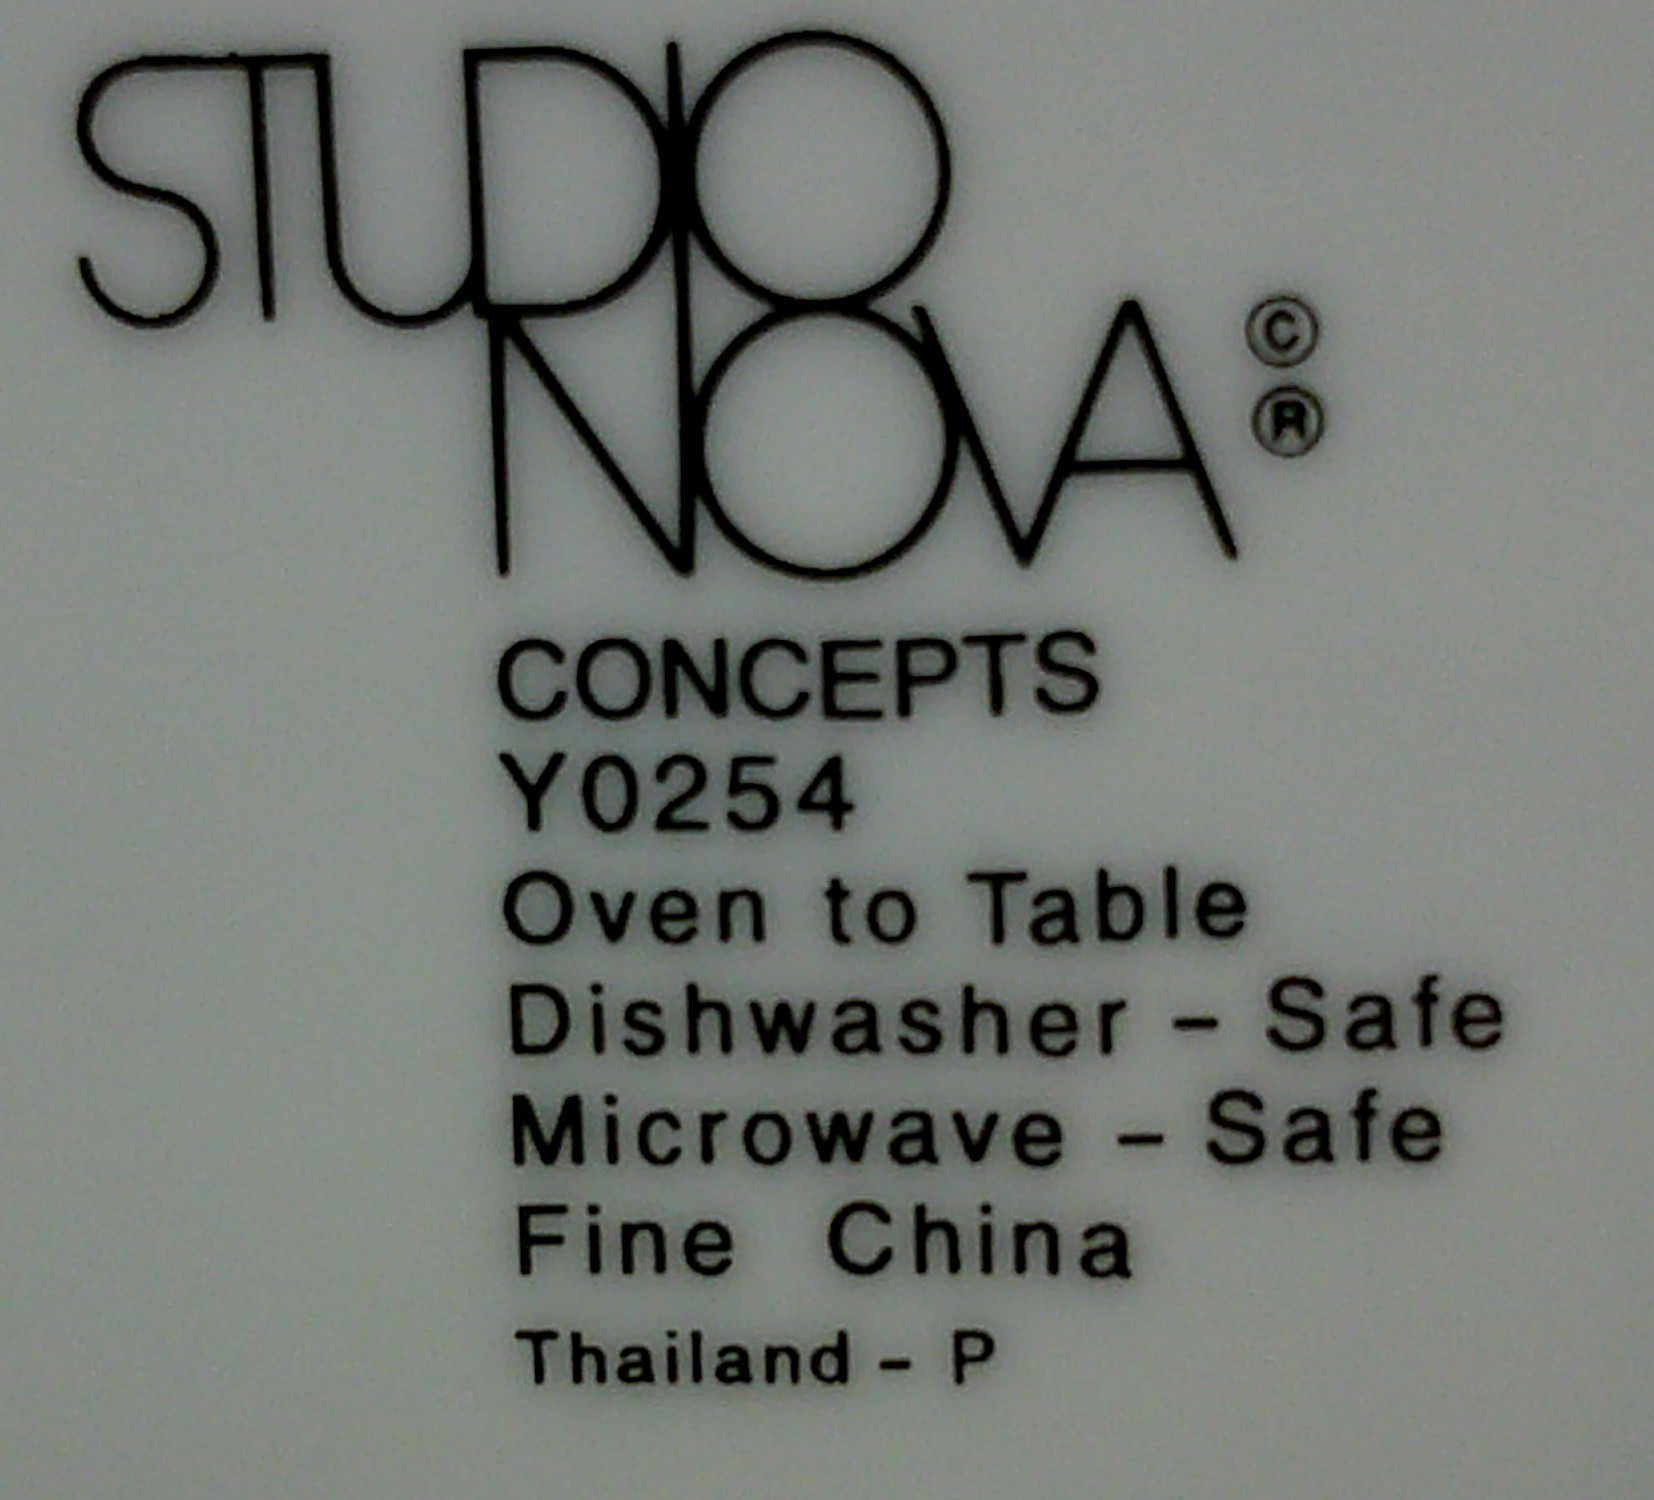 STUDIO
NOVA © ®
CONCEPTS
Y0254
Oven to Table
Dishwasher – Safe
Microwave – Safe
Fine China
Thailand – P